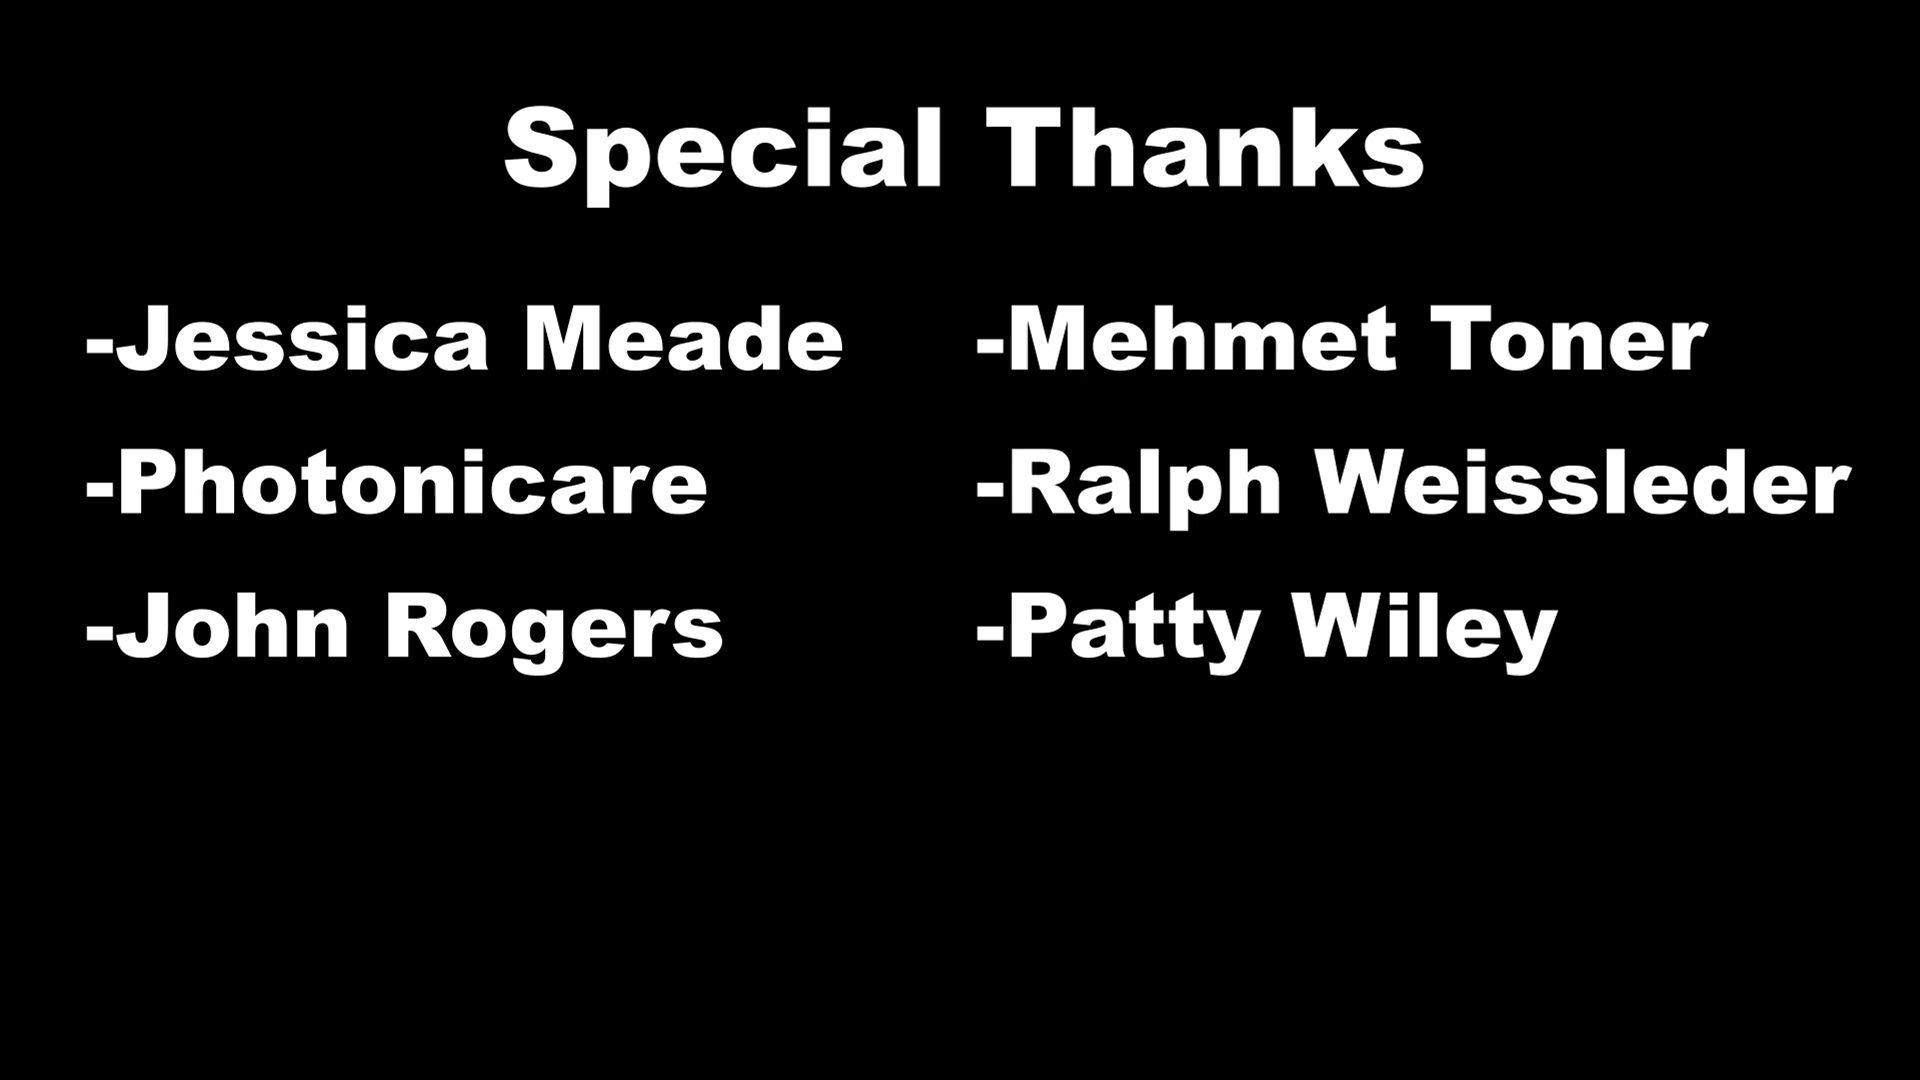 Special Thanks
-Jessica Meade
-Photonicare
-John Rogers
-Mehmet Toner
-Ralph Weissleder
-Patty Wiley